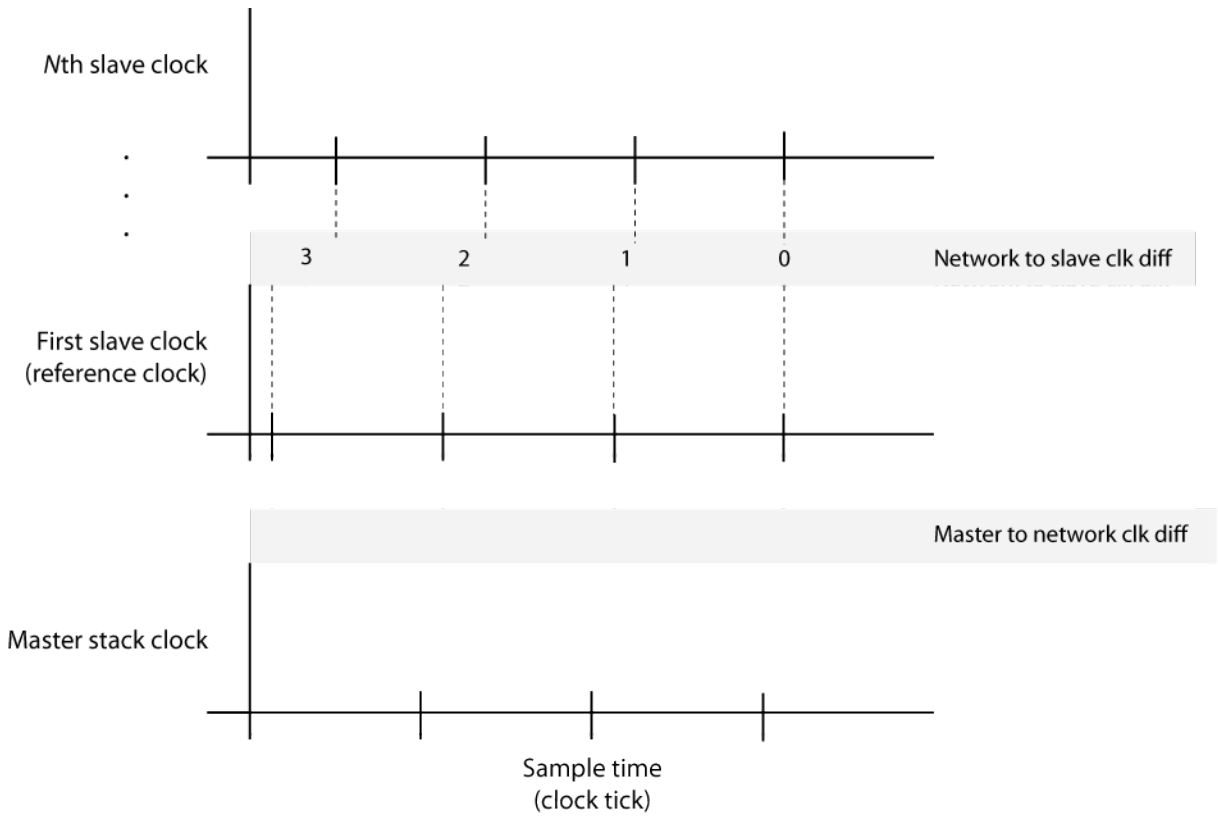 Nth slave clock
.
.
.
3 2 1 0 Network to slave clk diff
First slave clock
(reference clock)
Master to network clk diff
Master stack clock
Sample time
(clock tick)